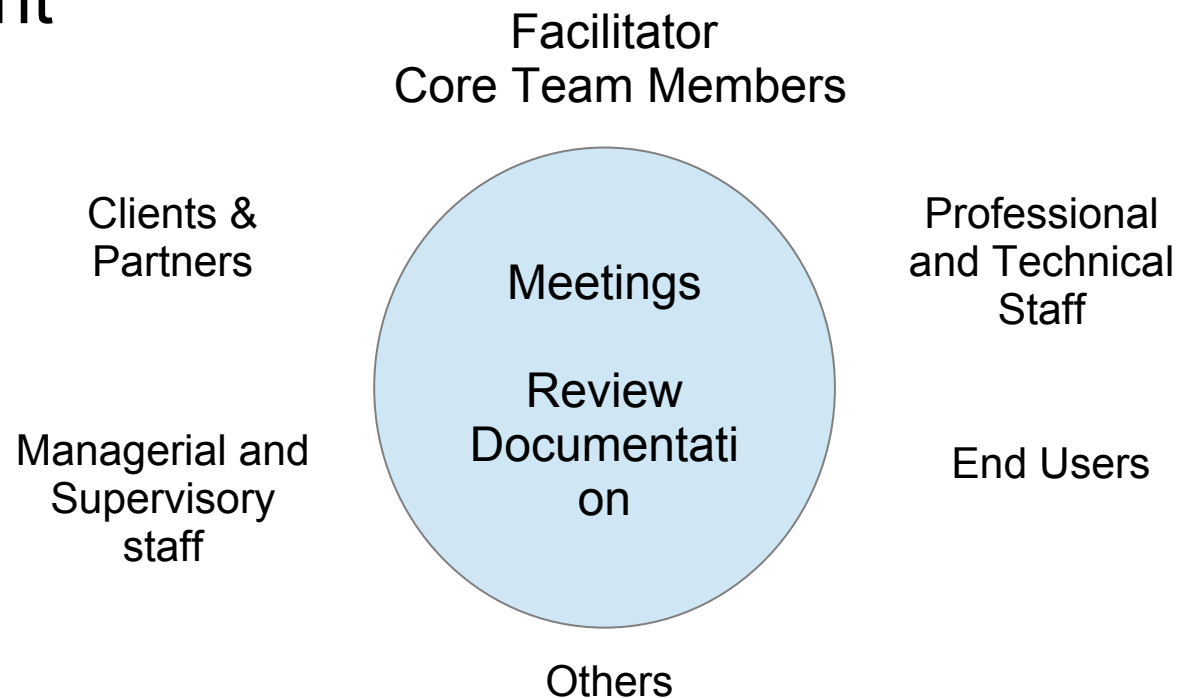 Facilitator
Core Team Members
Clients &
Partners
Professional
and Technical
Staff
Meetings
Review
Documentati
on
Managerial and
Supervisory
staff
End Users
Others